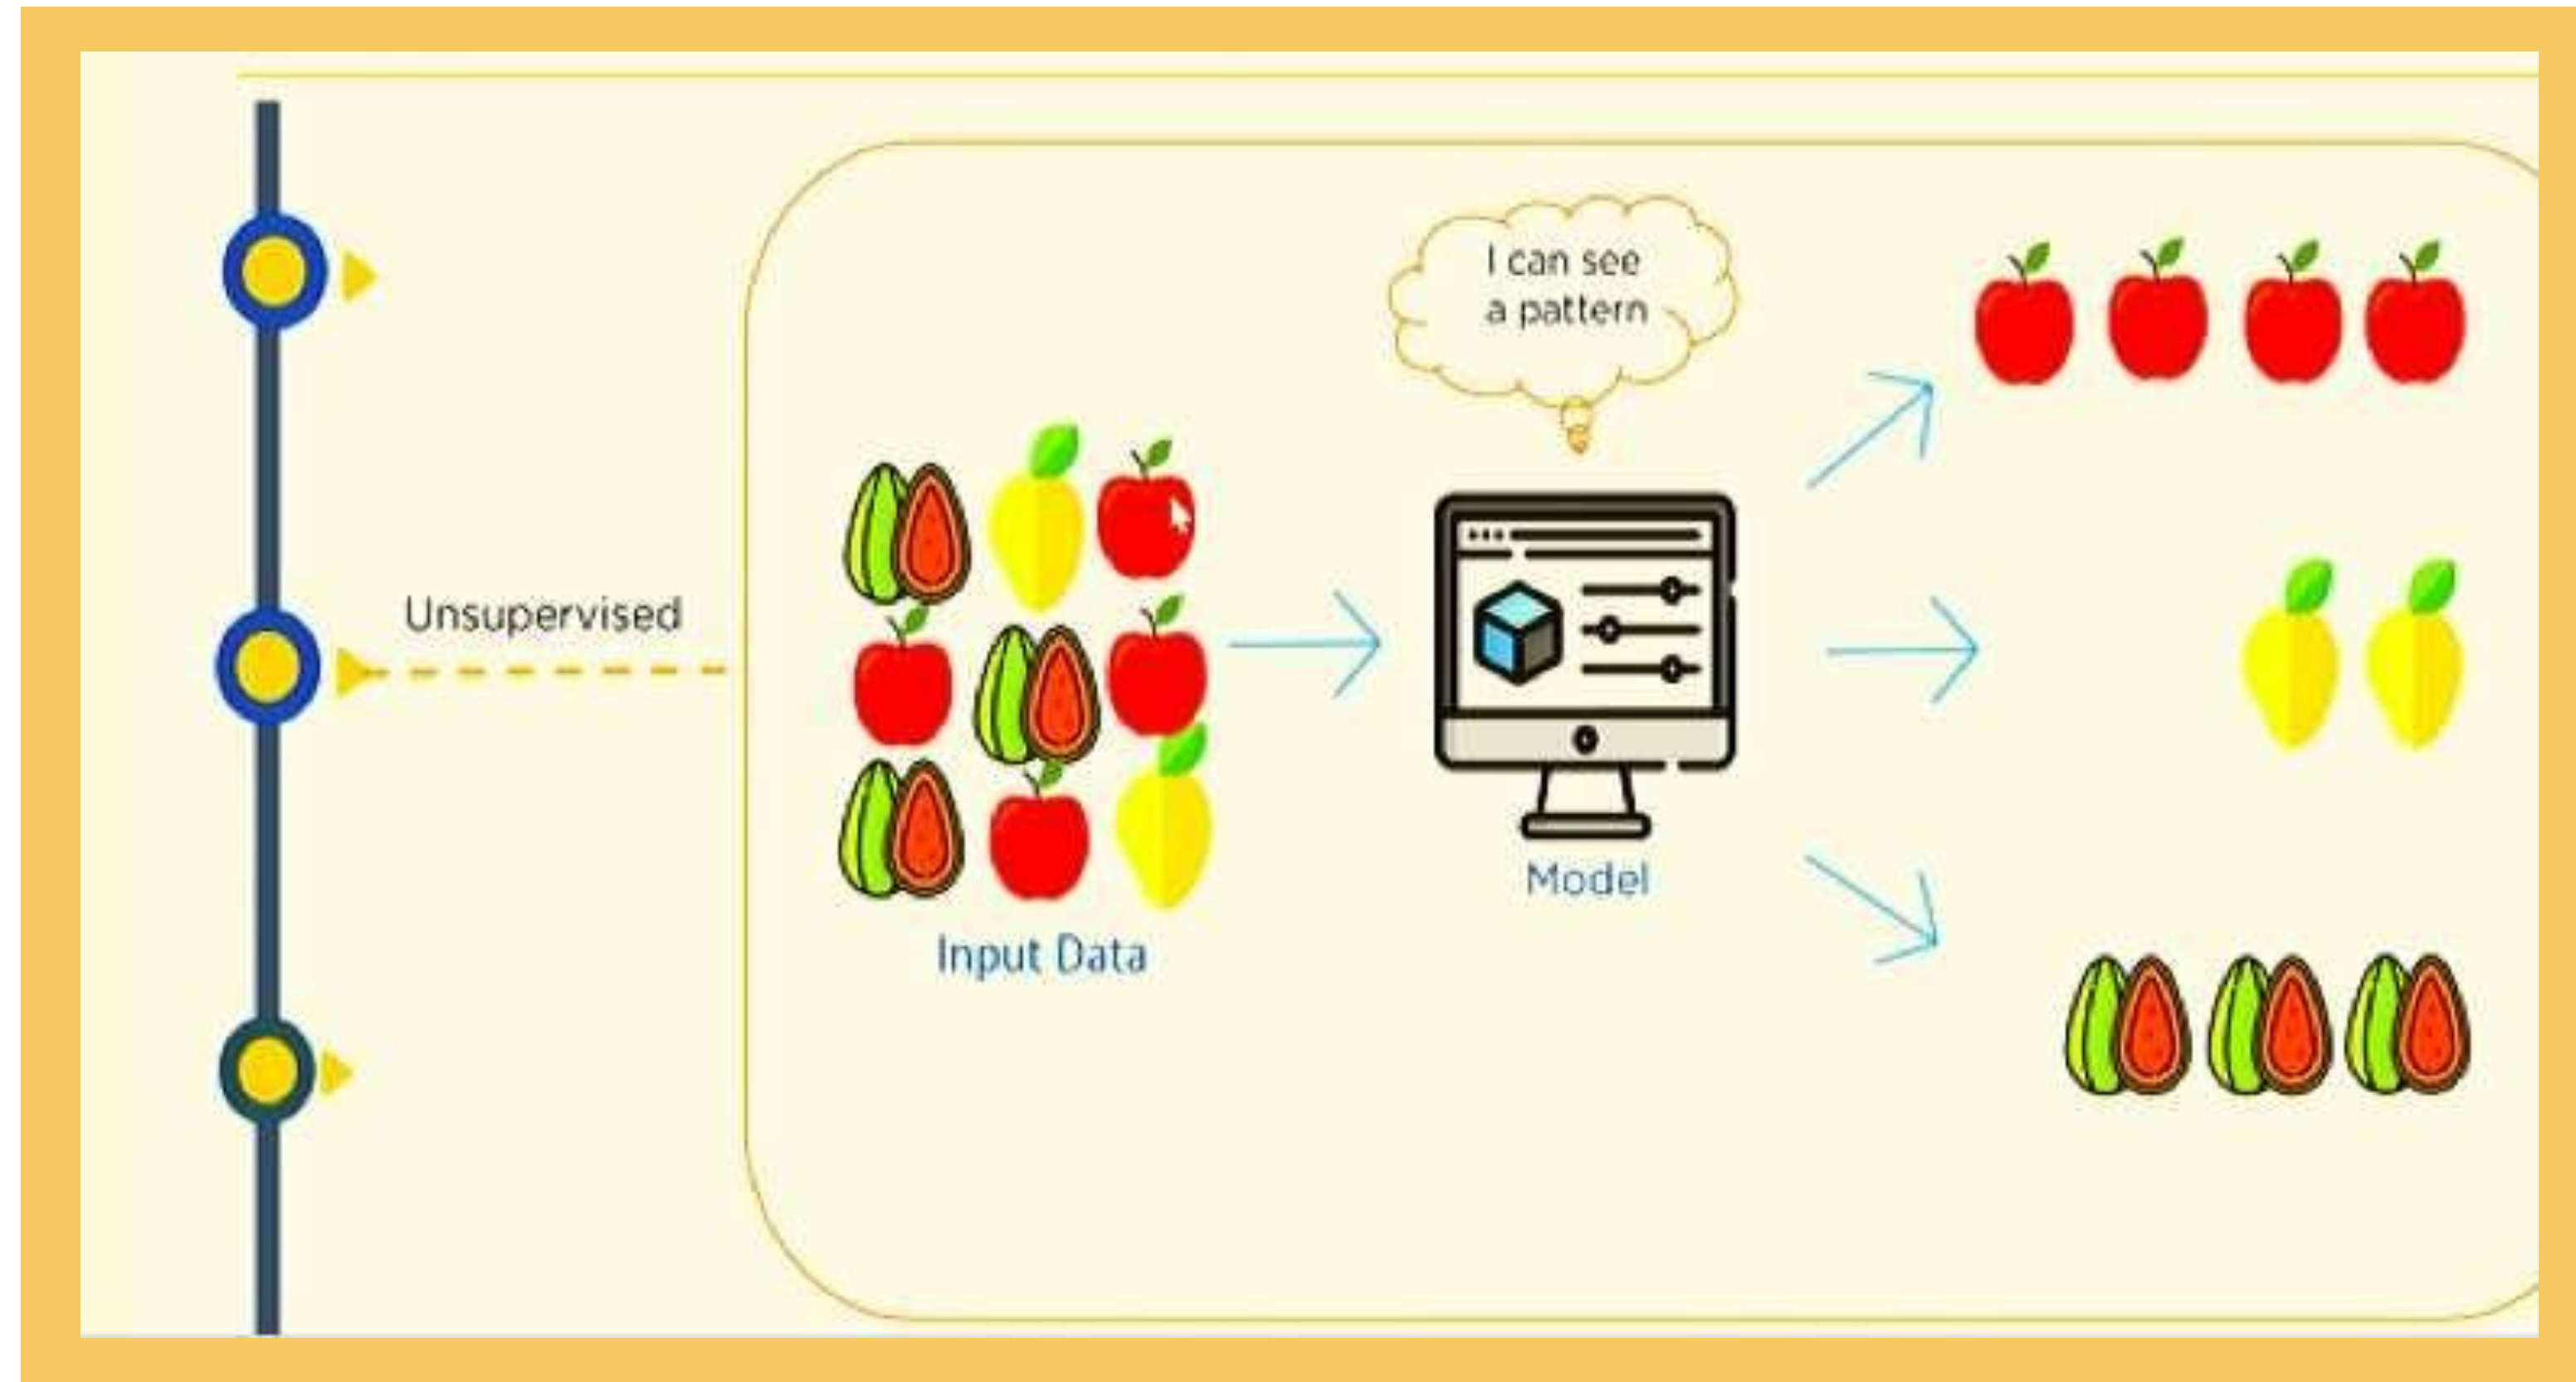 I can see
a pattern
Unsupervised
Model
Input Data